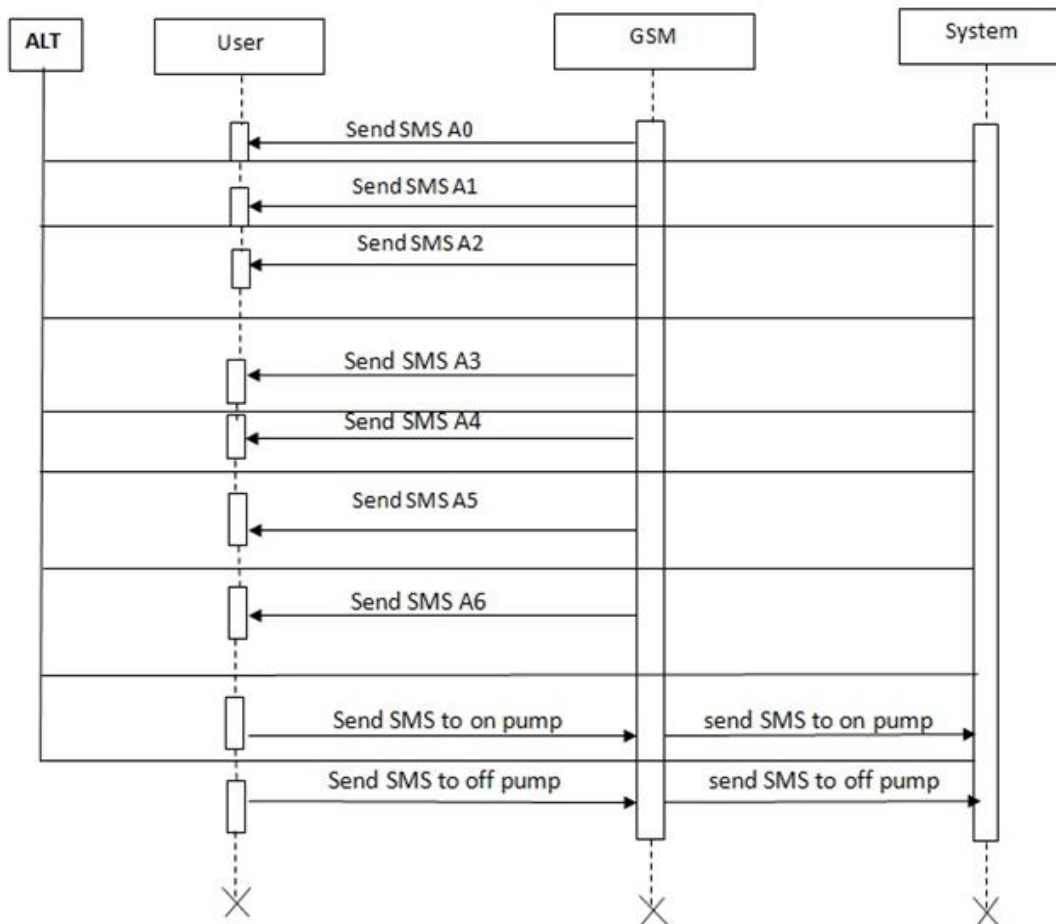 ALT
User
GSM
System
Send SMS A0
Send SMS A1
Send SMS A2
Send SMS A3
Send SMS A4
Send SMS A5
Send SMS A6
Send SMS to on pump
send SMS to on pump
Send SMS to off pump
send SMS to off pump